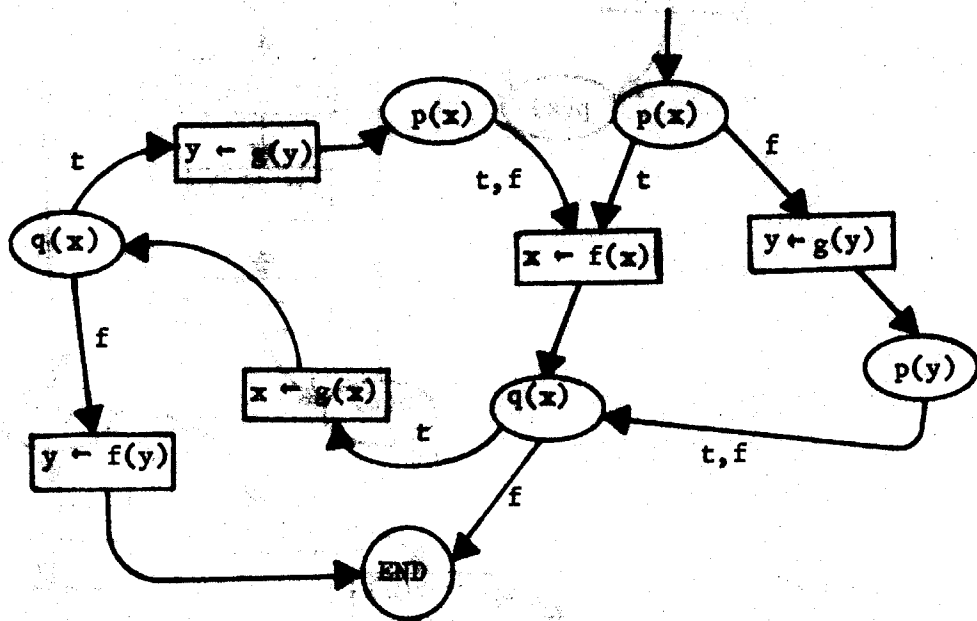 p(x)
p(x)
y ← g(y)
t
f
t,f
t
q(x)
x ← f(x)
y ← g(y)
f
p(y)
x ← g(x)
q(x)
t
t,f
y ← f(y)
f
END